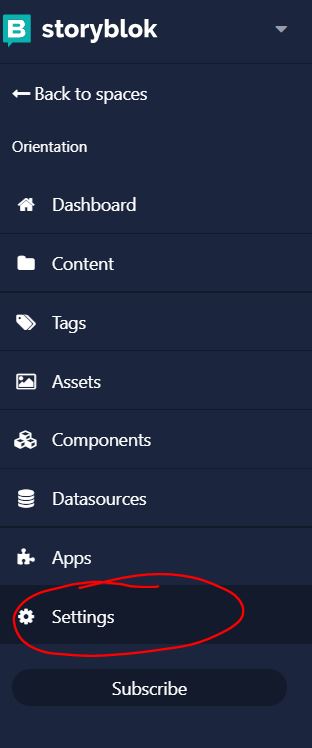 B storyblok
Back to spaces
Orientation
Dashboard
Content
Tags
Assets
Components
Datasources
Apps
Settings
Subscribe